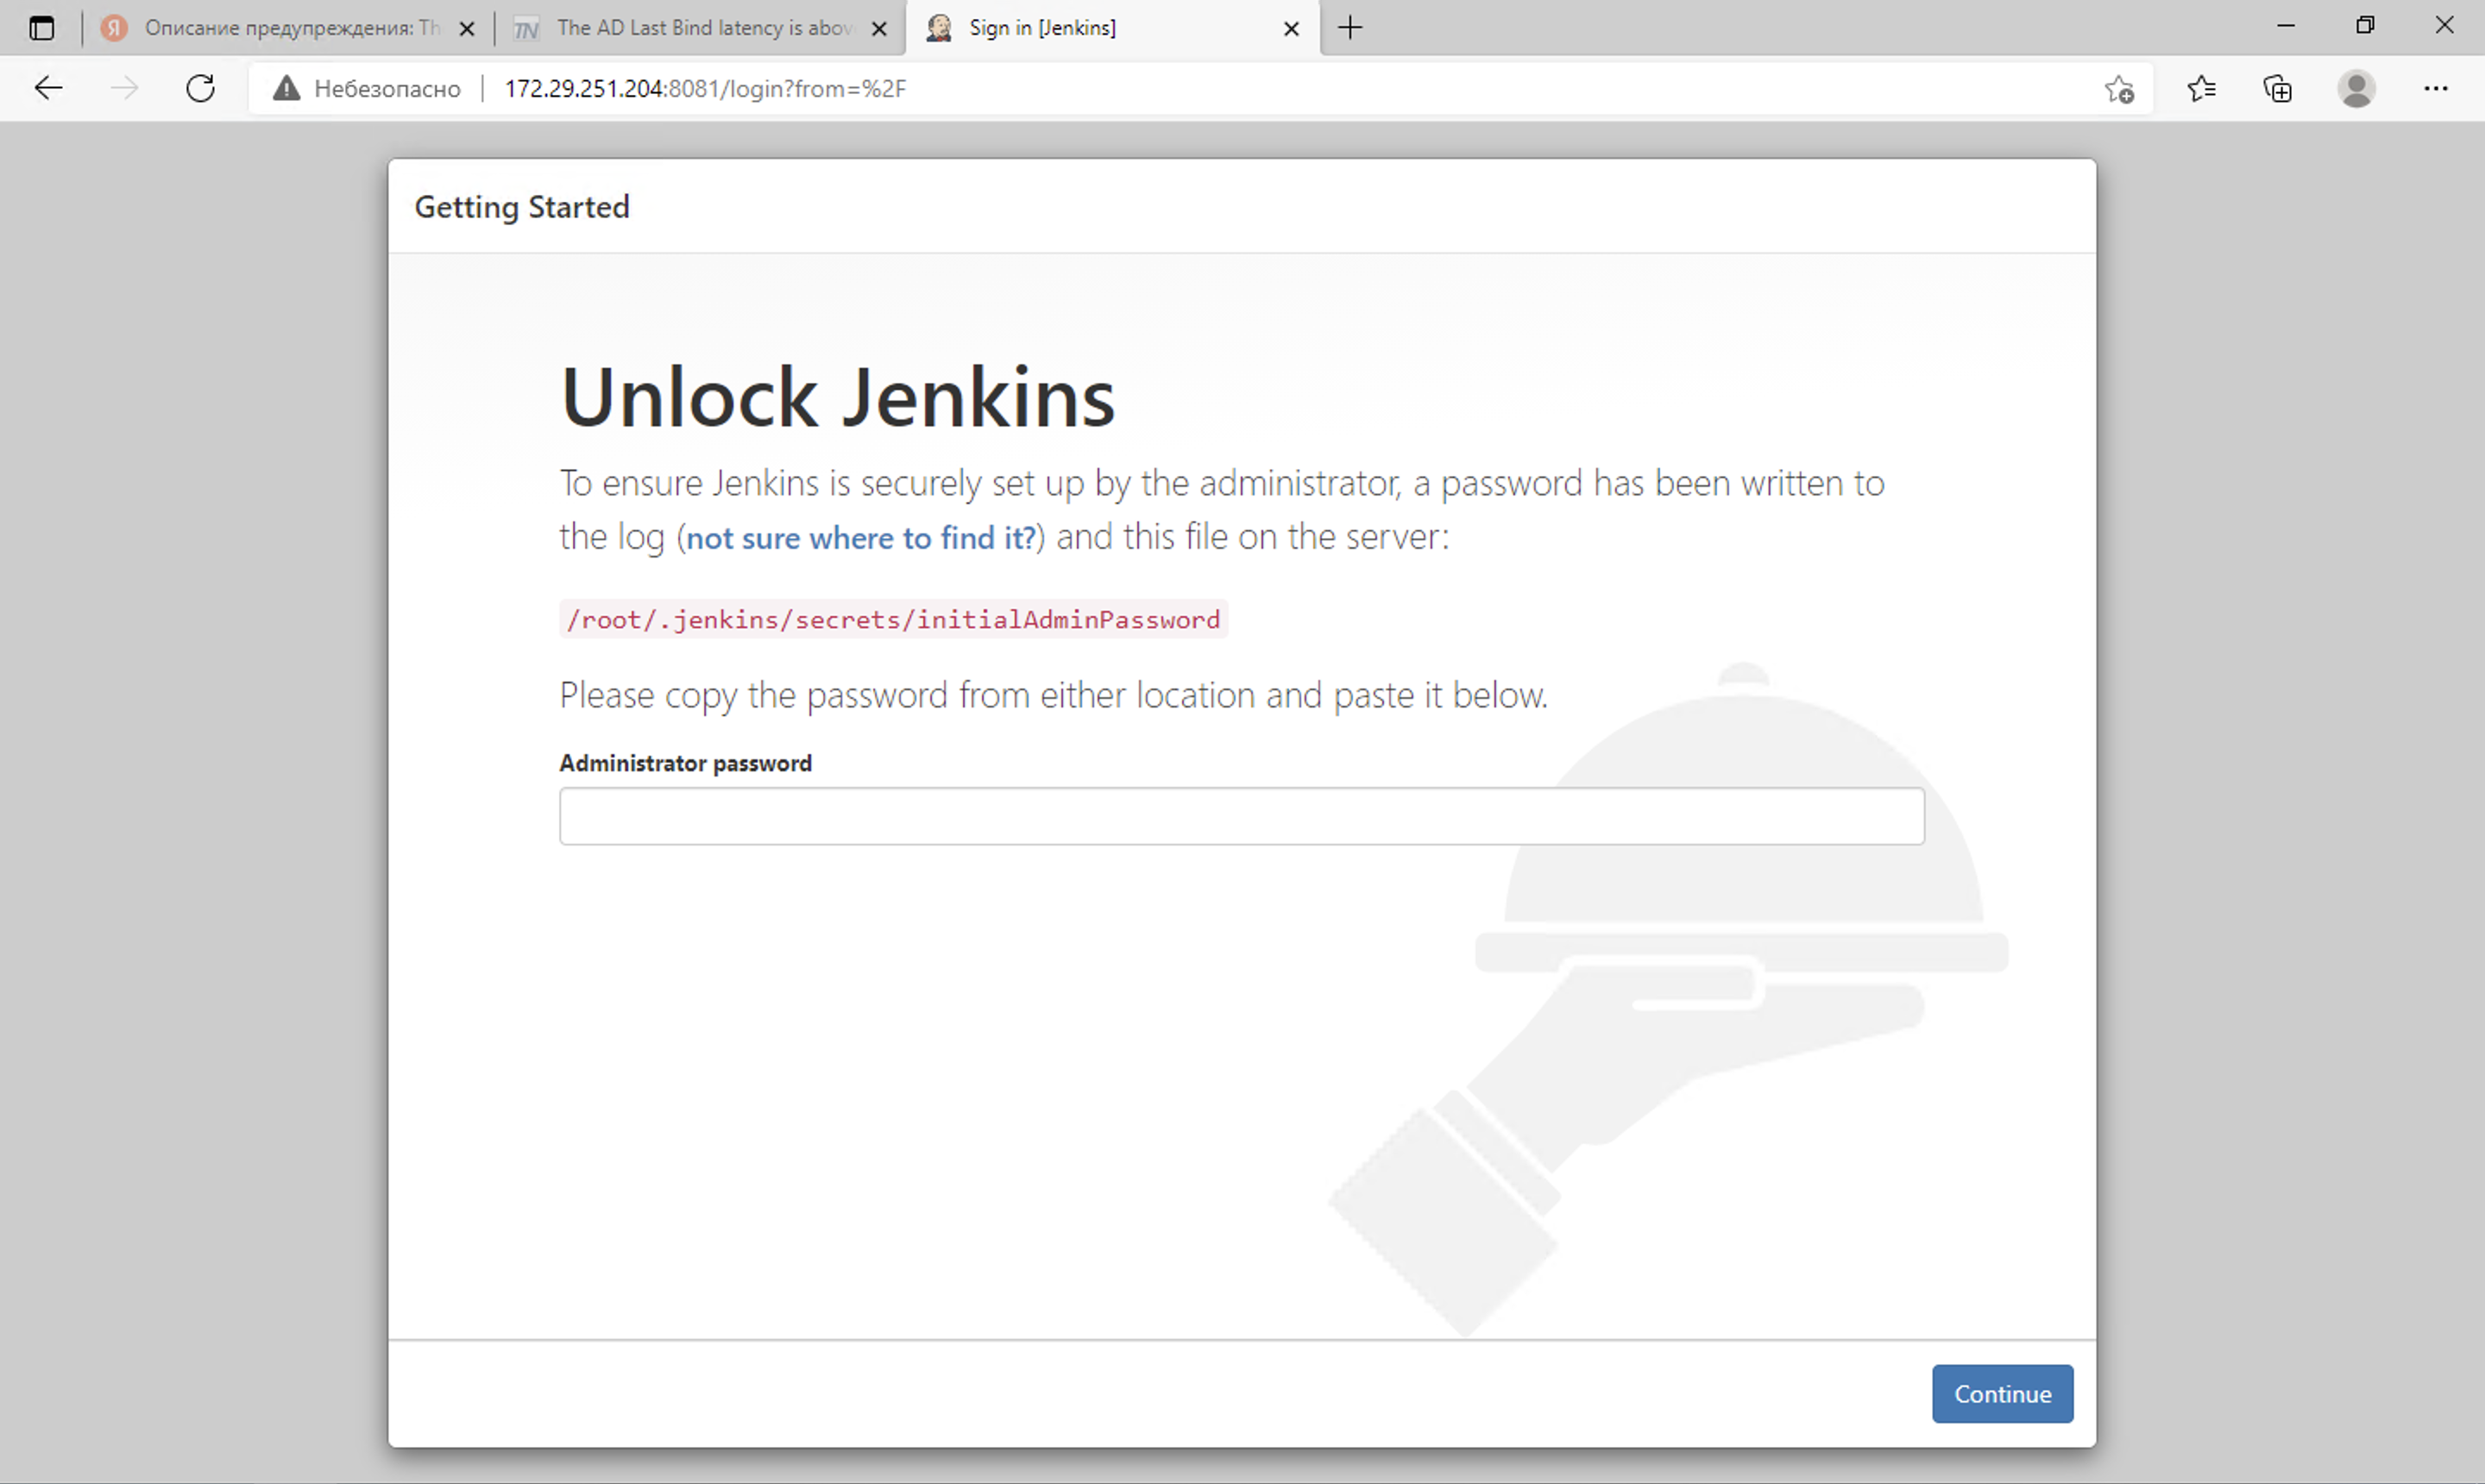 Описание предупреждения: Th
TN The AD Last Bind latency is abov
Sign in [Jenkins]
Небезопасно 172.29.251.204:8081/login?from=%2F
Getting Started
Unlock Jenkins
To ensure Jenkins is securely set up by the administrator, a password has been written to
the log (not sure where to find it?) and this file on the server:
/root/.jenkins/secrets/initialAdminPassword
Please copy the password from either location and paste it below.
Administrator password
Continue